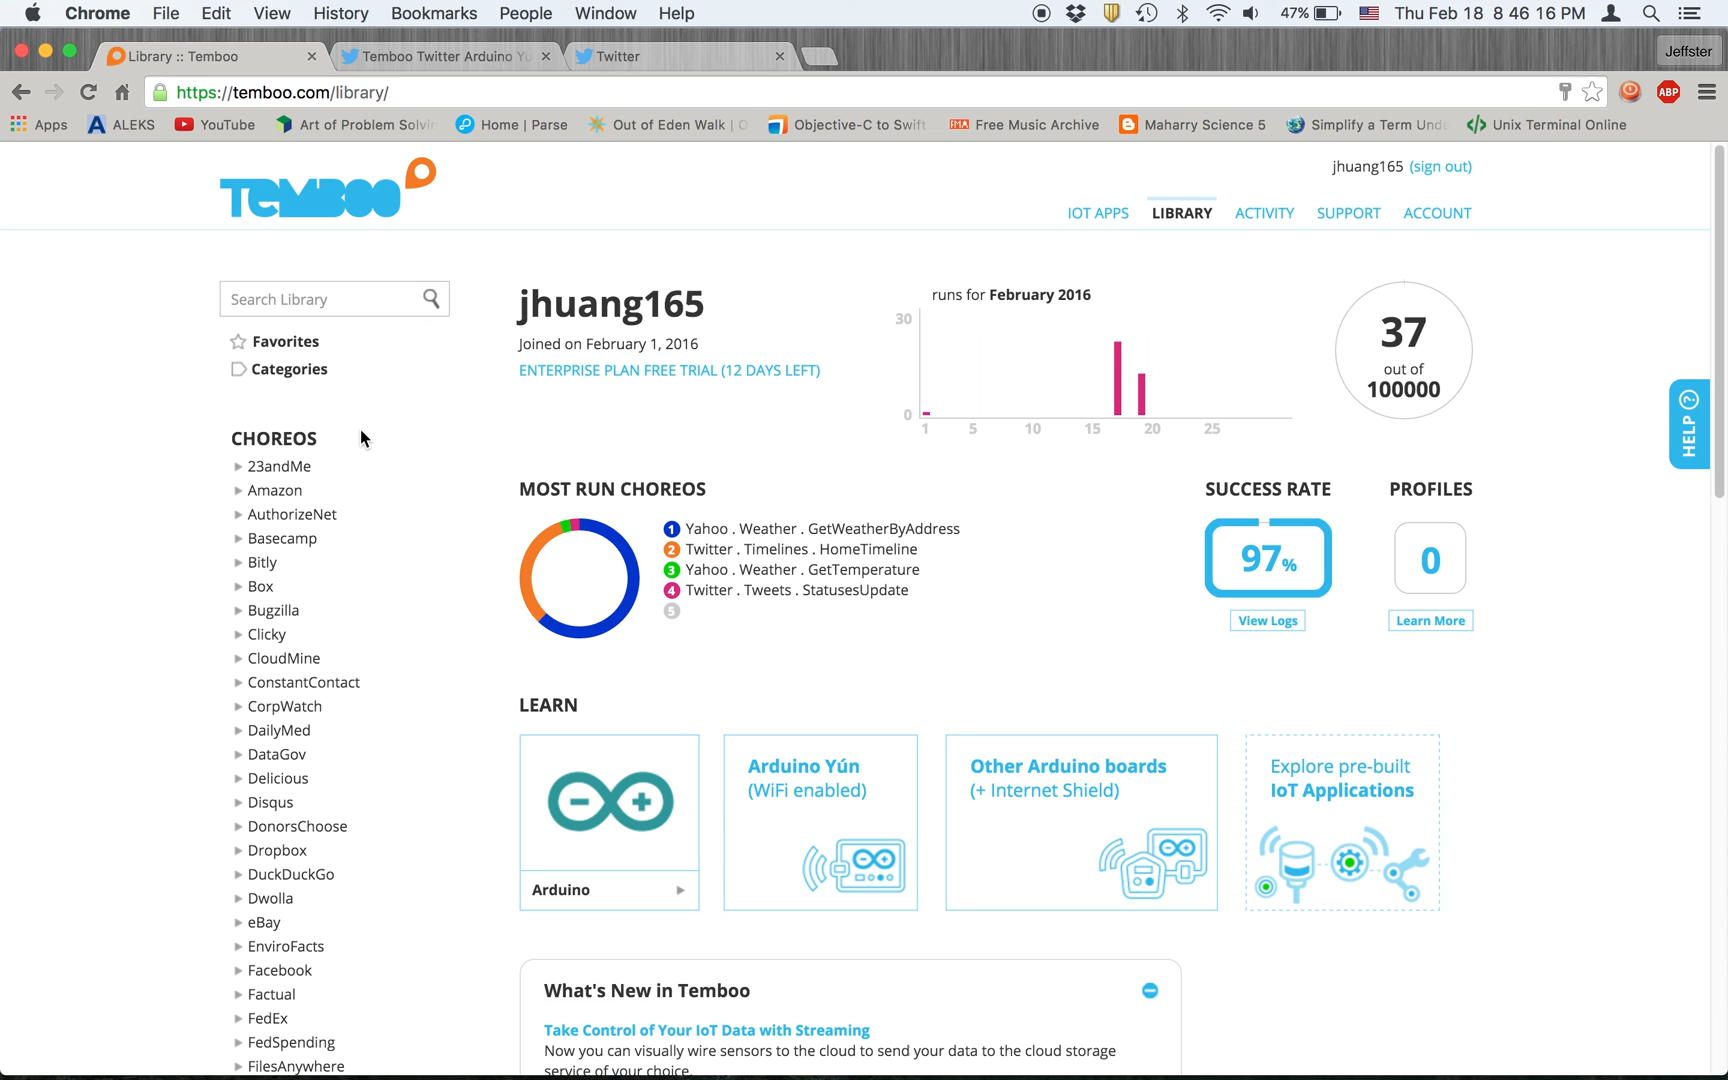 Chrome File Edit View History Bookmarks People Window Help 47% Thu Feb 18 8 46 16 PM
Library :: Temboo Temboo Twitter Arduino Yu Twitter Jeffster
https://temboo.com/library/ ABP
Apps ALEKS YouTube Art of Problem Solvi Home | Parse Out of Eden Walk | O Objective-C to Swift FMA Free Music Archive Maharry Science 5 Simplify a Term Und Unix Terminal Online
TEMBOO
jhuang165 (sign out)
IOT APPS LIBRARY ACTIVITY SUPPORT ACCOUNT
Search Library
Favorites
Categories
CHOREOS
23andMe
Amazon
AuthorizeNet
Basecamp
Bitly
Box
Bugzilla
Clicky
CloudMine
ConstantContact
CorpWatch
DailyMed
DataGov
Delicious
Disqus
DonorsChoose
Dropbox
DuckDuckGo
Dwolla
eBay
EnviroFacts
Facebook
Factual
FedEx
FedSpending
FilesAnywhere
jhuang165
Joined on February 1, 2016
ENTERPRISE PLAN FREE TRIAL (12 DAYS LEFT)
runs for February 2016
30
0
1 5 10 15 20 25
37
out of
100000
MOST RUN CHOREOS
1 Yahoo . Weather . GetWeatherByAddress
2 Twitter . Timelines . HomeTimeline
3 Yahoo . Weather . GetTemperature
4 Twitter . Tweets . StatusesUpdate
5
SUCCESS RATE
97%
View Logs
PROFILES
0
Learn More
LEARN
Arduino
Arduino Yún
(WiFi enabled)
Other Arduino boards
(+ Internet Shield)
Explore pre-built
IoT Applications
What's New in Temboo
Take Control of Your IoT Data with Streaming
Now you can visually wire sensors to the cloud to send your data to the cloud storage
service of your choice.
HELP ?